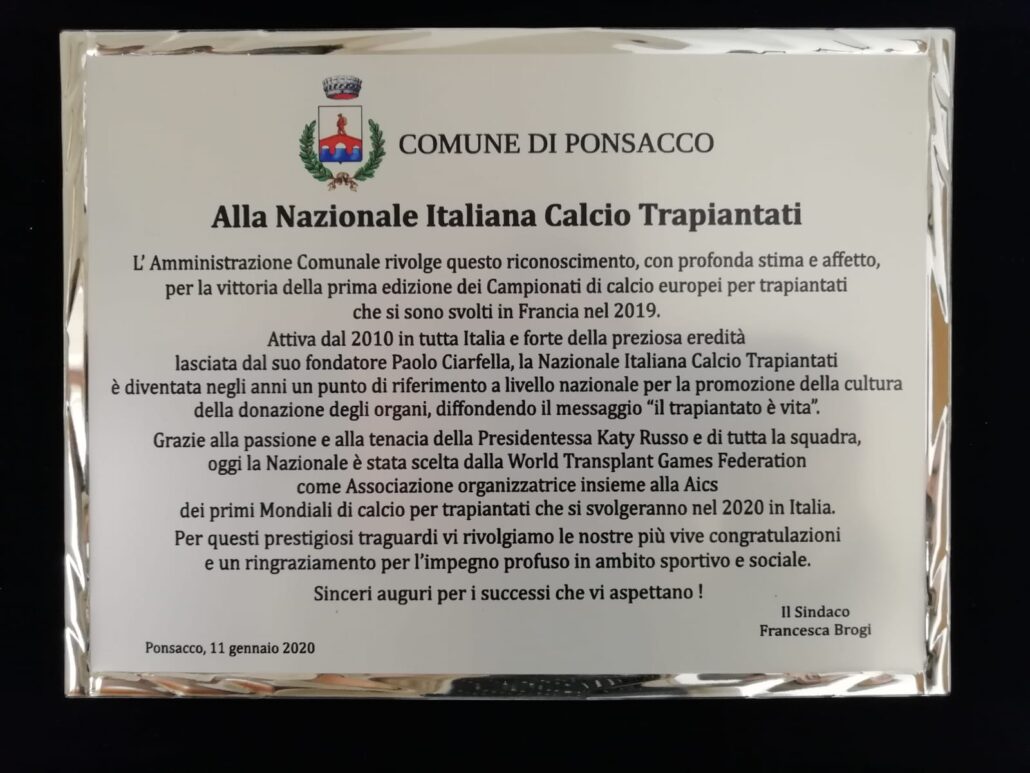 COMUNE DI PONSACCO
Alla Nazionale Italiana Calcio Trapiantati
L' Amministrazione Comunale rivolge questo riconoscimento, con profonda stima e affetto,
per la vittoria della prima edizione dei Campionati di calcio europei per trapiantati
che si sono svolti in Francia nel 2019.
Attiva dal 2010 in tutta Italia e forte della preziosa eredità
lasciata dal suo fondatore Paolo Ciarfella, la Nazionale Italiana Calcio Trapiantati
è diventata negli anni un punto di riferimento a livello nazionale per la promozione della cultura
della donazione degli organi, diffondendo il messaggio “il trapiantato è vita”.
Grazie alla passione e alla tenacia della Presidentessa Katy Russo e di tutta la squadra,
oggi la Nazionale è stata scelta dalla World Transplant Games Federation
come Associazione organizzatrice insieme alla Aics
dei primi Mondiali di calcio per trapiantati che si svolgeranno nel 2020 in Italia.
Per questi prestigiosi traguardi vi rivolgiamo le nostre più vive congratulazioni
e un ringraziamento per l'impegno profuso in ambito sportivo e sociale.
Sinceri auguri per i successi che vi aspettano !
Il Sindaco
Francesca Brogi
Ponsacco, 11 gennaio 2020